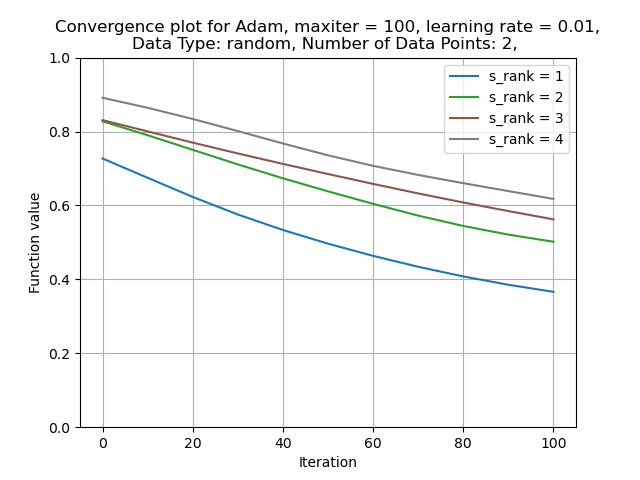 Convergence plot for Adam, maxiter = 100, learning rate = 0.01,
Data Type: random, Number of Data Points: 2,
1.0
0.8
0.6
0.4
0.2
0.0
Function value
s_rank = 1
s_rank = 2
s_rank = 3
s_rank = 4
0 20 40 60 80 100
Iteration